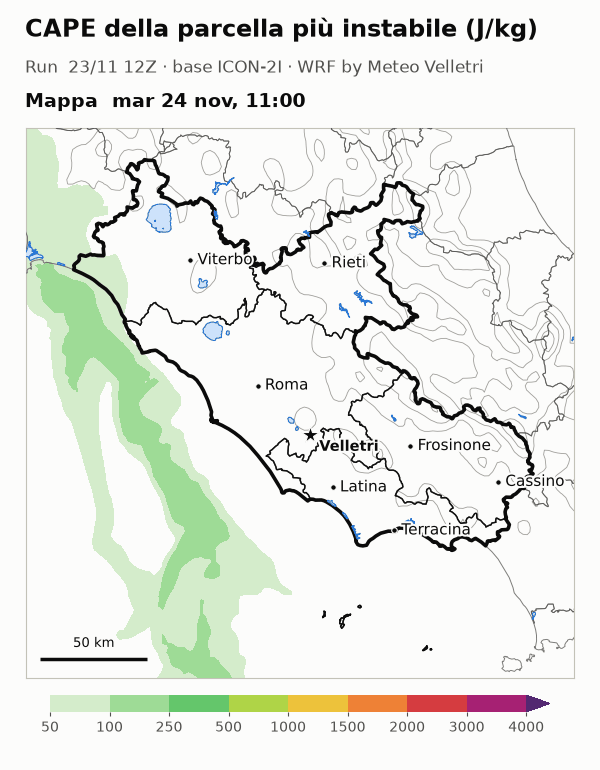 CAPE della parcella più instabile (J/kg)
Run 23/11 12Z · base ICON-2I · WRF by Meteo Velletri
Mappa mar 24 nov, 11:00
Viterbo
Rieti
Roma
Velletri
Frosinone
Latina
Cassino
Terracina
50 km
50 100 250 500 1000 1500 2000 3000 4000